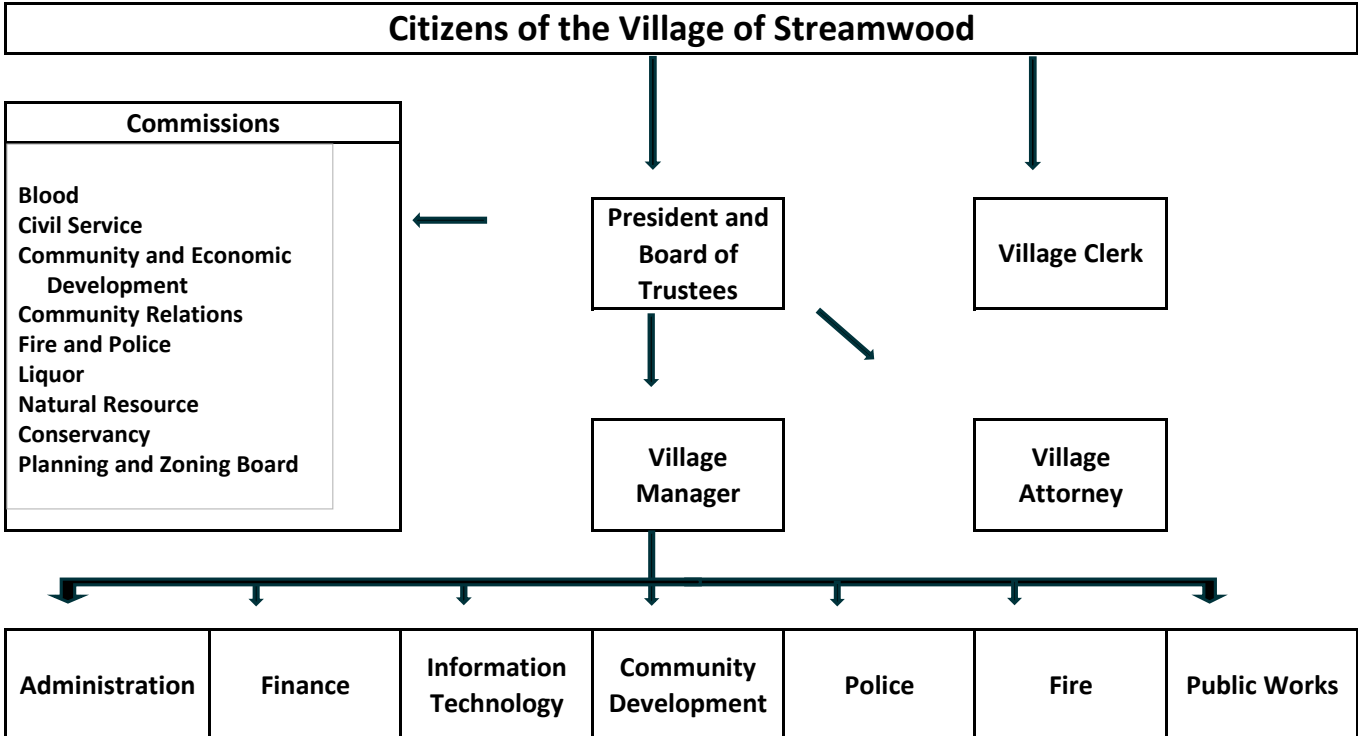 Citizens of the Village of Streamwood
Commissions
Blood
Civil Service
Community and Economic
Development
Community Relations
Fire and Police
Liquor
Natural Resource
Conservancy
Planning and Zoning Board
President and
Board of
Trustees
Village Clerk
Village
Manager
Village
Attorney
Administration
Finance
Information
Technology
Community
Development
Police
Fire
Public Works